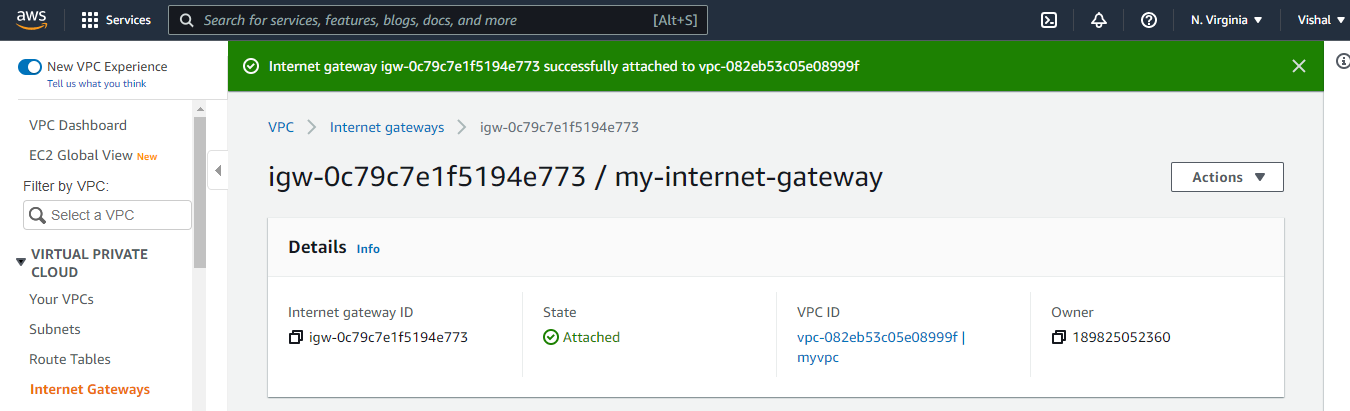 aws
Services
Search for services, features, blogs, docs, and more
[Alt+S]
N. Virginia
Vishal
New VPC Experience
Tell us what you think
Internet gateway igw-0c79c7e1f5194e773 successfully attached to vpc-082eb53c05e08999f
VPC Dashboard
EC2 Global View New
Filter by VPC:
Select a VPC
VIRTUAL PRIVATE
CLOUD
Your VPCs
Subnets
Route Tables
Internet Gateways
VPC
Internet gateways
igw-0c79c7e1f5194e773
igw-0c79c7e1f5194e773 / my-internet-gateway
Actions
Details Info
Internet gateway ID
igw-0c79c7e1f5194e773
State
Attached
VPC ID
vpc-082eb53c05e08999f |
myvpc
Owner
189825052360